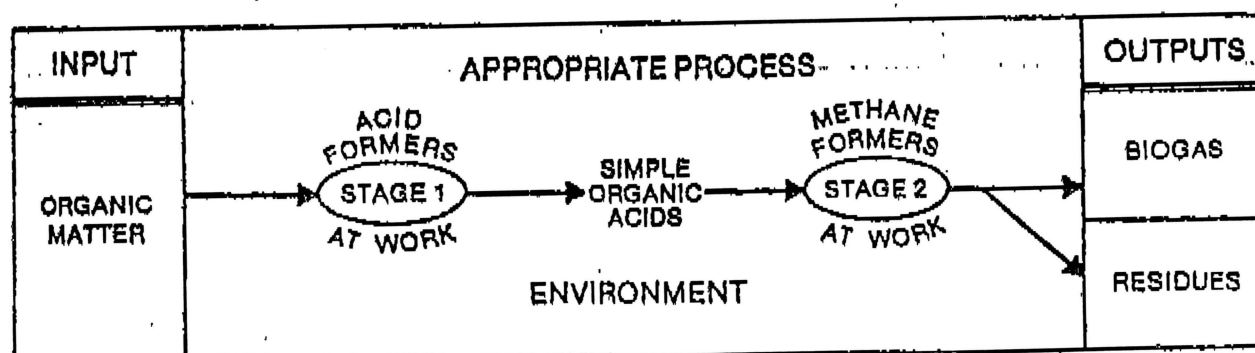 INPUT
ORGANIC
MATTER
APPROPRIATE PROCESS
ACID
FORMERS
STAGE 1
AT WORK
SIMPLE
ORGANIC
ACIDS
METHANE
FORMERS
STAGE 2
AT WORK
ENVIRONMENT
OUTPUTS
BIOGAS
RESIDUES